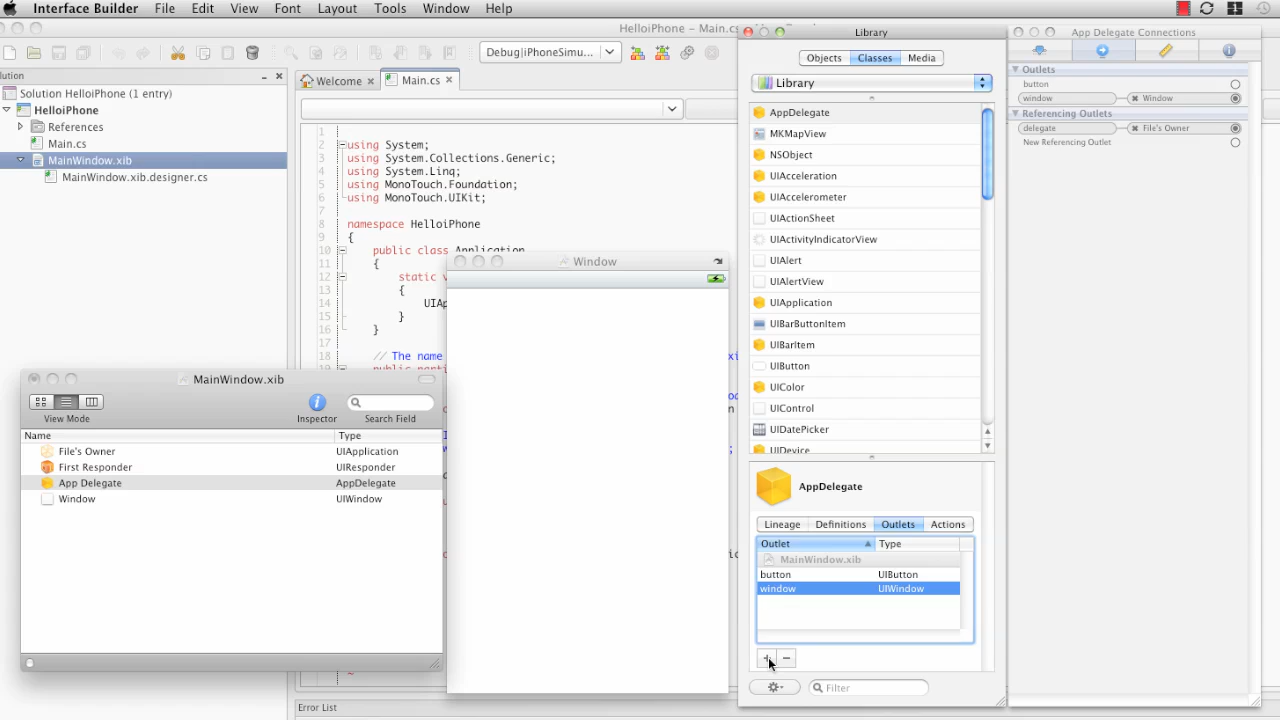 Interface Builder File Edit View Font Layout Tools Window Help
HelloiPhone – Main.cs
Debug|iPhoneSimu...
Solution
Solution HelloiPhone (1 entry)
HelloiPhone
References
Main.cs
MainWindow.xib
MainWindow.xib.designer.cs
Welcome
Main.cs
1
2 using System;
3 using System.Collections.Generic;
4 using System.Linq;
5 using MonoTouch.Foundation;
6 using MonoTouch.UIKit;
7
8 namespace HelloiPhone
9 {
10 public class Application
11 {
12 static
13 {
14 UIAp
15 }
16 }
18 // The name
Error List
MainWindow.xib
View Mode
Inspector
Search Field
Name Type
File's Owner UIApplication
First Responder UIResponder
App Delegate AppDelegate
Window UIWindow
Window
Library
Objects Classes Media
Library
AppDelegate
MKMapView
NSObject
UIAcceleration
UIAccelerometer
UIActionSheet
UIActivityIndicatorView
UIAlert
UIAlertView
UIApplication
UIBarButtonItem
UIBarItem
UIButton
UIColor
UIControl
UIDatePicker
UIDevice
AppDelegate
Lineage Definitions Outlets Actions
Outlet Type
MainWindow.xib
button UIButton
window UIWindow
Filter
App Delegate Connections
Outlets
button
window Window
Referencing Outlets
delegate File's Owner
New Referencing Outlet